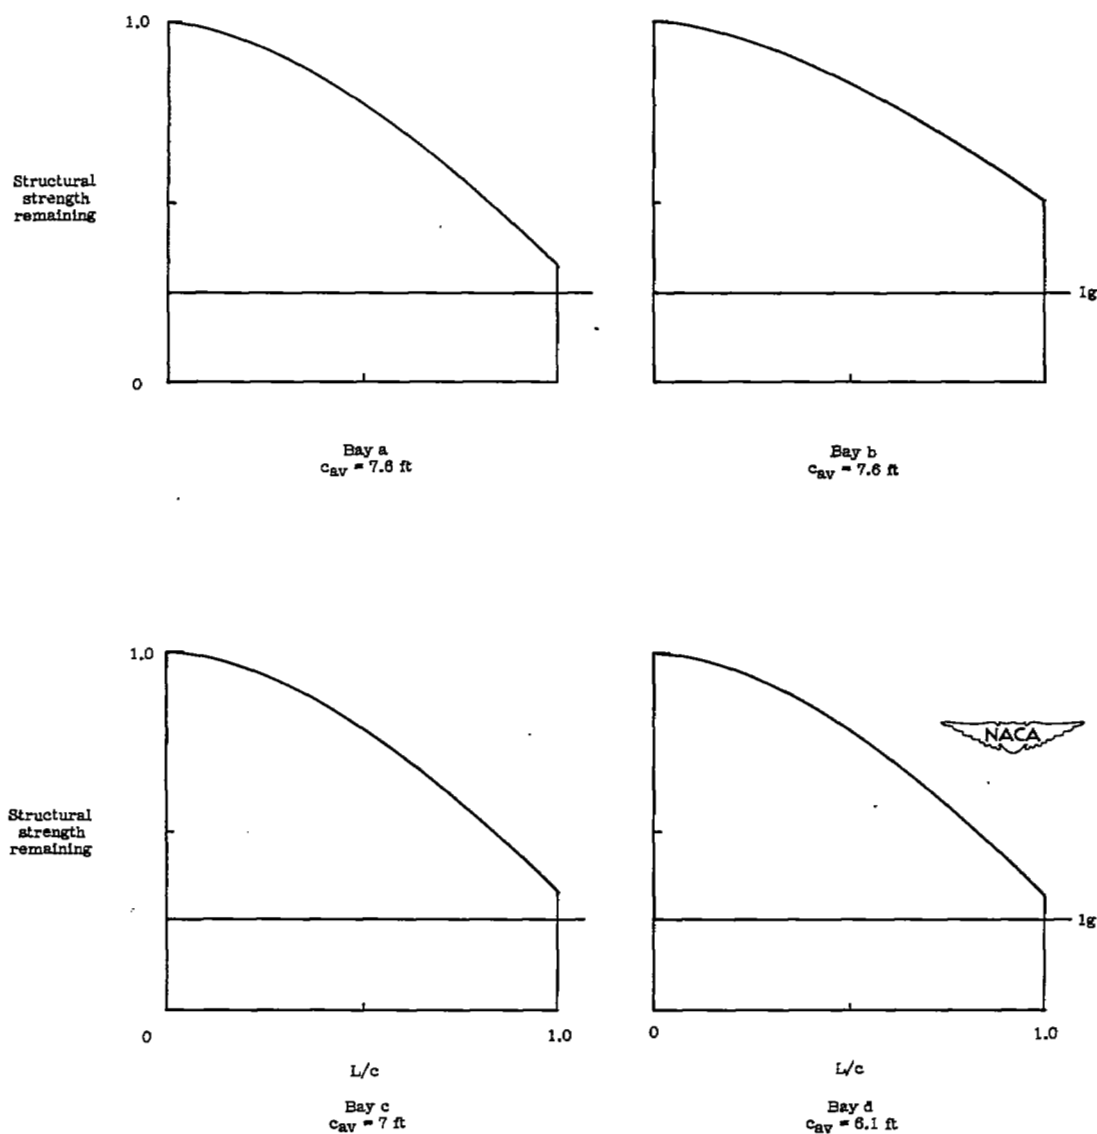 1.0
Structural
strength
remaining
1g
0
Bay a
cav = 7.6 ft
Bay b
cav = 7.6 ft
1.0
NACA
Structural
strength
remaining
1g
0
1.0
0
1.0
L/c
L/c
Bay c
cav = 7 ft
Bay d
cav = 6.1 ft